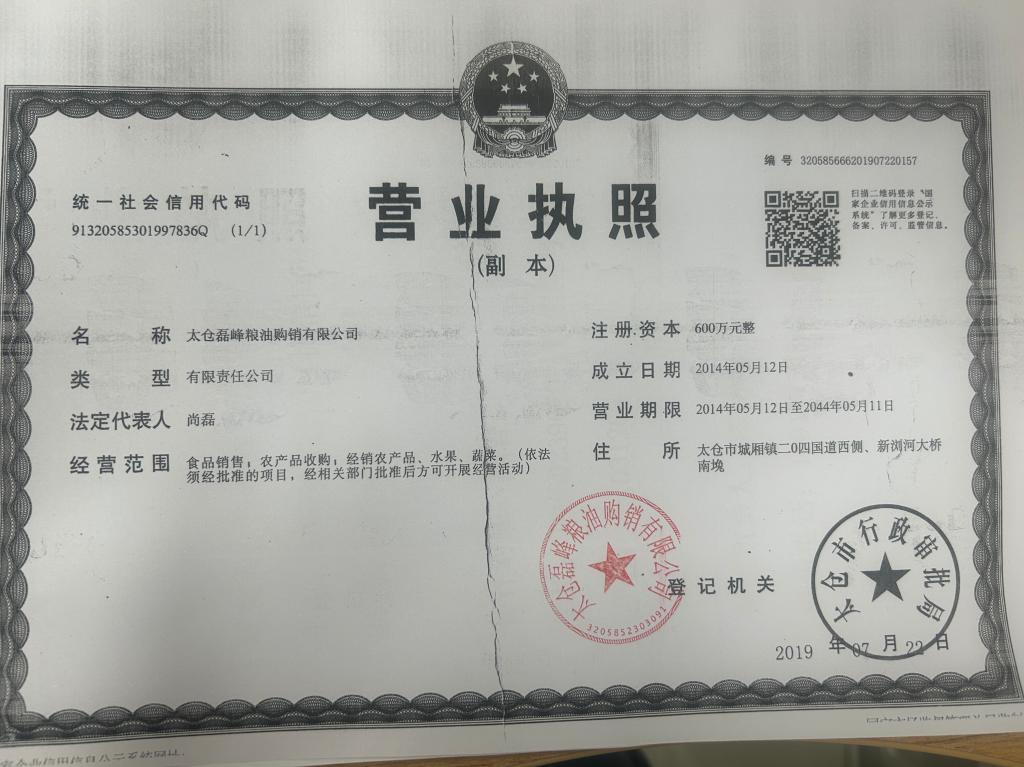 编号 320585666201907220157
统一社会信用代码
91320585301997836Q (1/1)
营业执照
(副本)
扫描二维码登录“国
家企业信用信息公示
系统”了解更多登记、
备案、许可、监管信息。
名称 太仓磊峰粮油购销有限公司
类型 有限责任公司
法定代表人 尚磊
经营范围 食品销售;农产品收购;经销农产品、水果、蔬菜。(依法
须经批准的项目,经相关部门批准后方可开展经营活动)
注册资本 600万元整
成立日期 2014年05月12日
营业期限 2014年05月12日至2044年05月11日
住所 太仓市城厢镇二0四国道西侧、新浏河大桥
南堍
太仓磊峰粮油购销有限公司
3205852303091
登记机关
太仓市行政审批局
2019 年 07 月 22 日